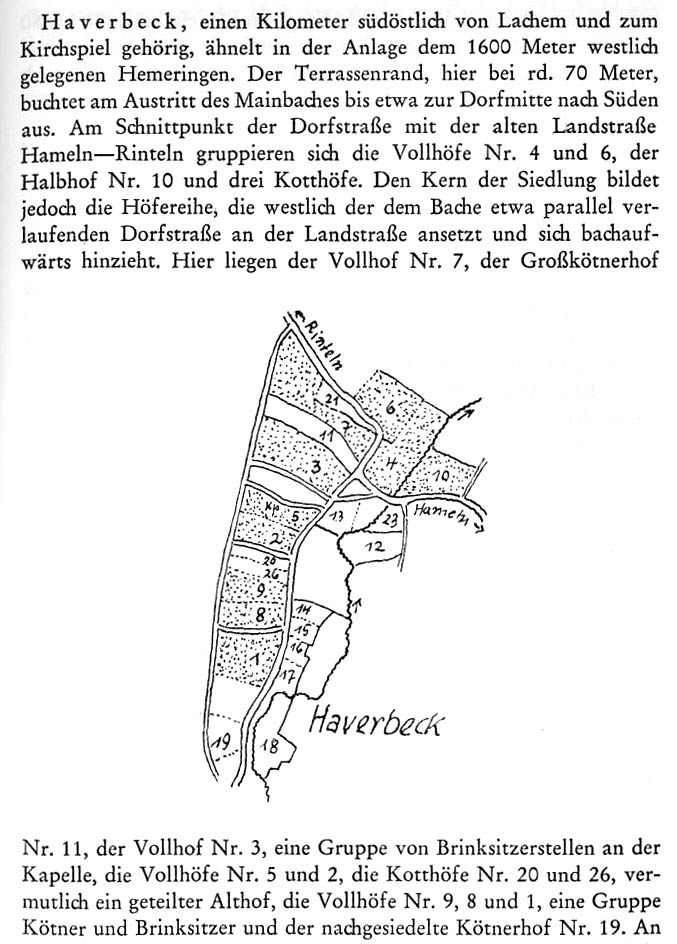 Haverbeck, einen Kilometer südöstlich von Lachem und zum
Kirchspiel gehörig, ähnelt in der Anlage dem 1600 Meter westlich
gelegenen Hemeringen. Der Terrassenrand, hier bei rd. 70 Meter,
buchtet am Austritt des Mainbaches bis etwa zur Dorfmitte nach Süden
aus. Am Schnittpunkt der Dorfstraße mit der alten Landstraße
Hameln—Rinteln gruppieren sich die Vollhöfe Nr. 4 und 6, der
Halbhof Nr. 10 und drei Kotthöfe. Den Kern der Siedlung bildet
jedoch die Höfereihe, die westlich der dem Bache etwa parallel ver-
laufenden Dorfstraße an der Landstraße ansetzt und sich bachauf-
wärts hinzieht. Hier liegen der Vollhof Nr. 7, der Großkötnerhof
Rinteln
21
6
7
11
4
3
10
Kp.
5
13
23
Hameln
2
12
20
26
9
8
14
15
16
1
17
Haverbeck
19
18
Nr. 11, der Vollhof Nr. 3, eine Gruppe von Brinksitzerstellen an der
Kapelle, die Vollhöfe Nr. 5 und 2, die Kotthöfe Nr. 20 und 26, ver-
mutlich ein geteilter Althof, die Vollhöfe Nr. 9, 8 und 1, eine Gruppe
Kötner und Brinksitzer und der nachgesiedelte Kötnerhof Nr. 19. An